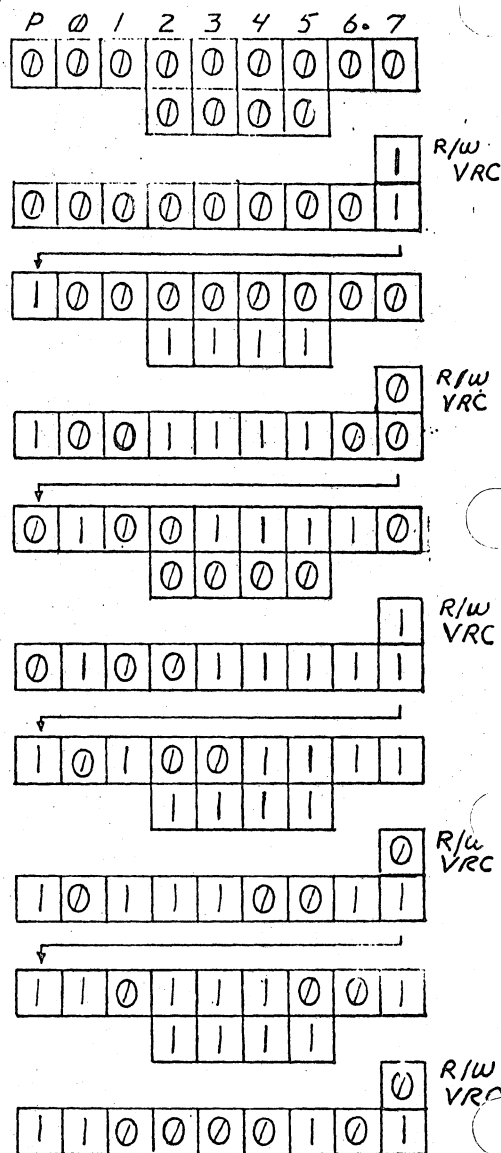 P Ø 1 2 3 4 5 6. 7
Ø Ø Ø Ø Ø Ø Ø Ø Ø
Ø Ø Ø Ø
1 R/W
VRC
Ø Ø Ø Ø Ø Ø Ø Ø 1
1 Ø Ø Ø Ø Ø Ø Ø Ø
1 1 1 1
Ø R/W
VRC
1 Ø Ø 1 1 1 1 Ø Ø
Ø 1 Ø Ø 1 1 1 1 Ø
Ø Ø Ø Ø
1 R/W
VRC
Ø 1 Ø Ø 1 1 1 1 1
1 Ø 1 Ø Ø 1 1 1 1
1 1 1 1
Ø R/W
VRC
1 Ø 1 1 1 Ø Ø 1 1
1 1 Ø 1 1 1 Ø Ø 1
1 1 1 1
Ø R/W
VRC
1 1 Ø Ø Ø Ø 1 Ø 1